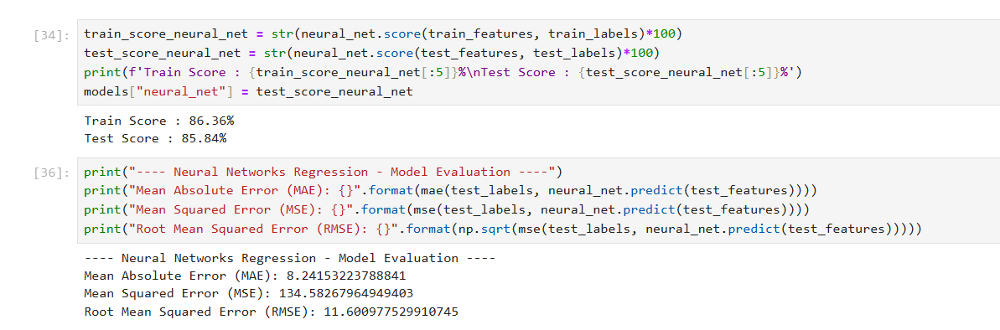 [34]: train_score_neural_net = str(neural_net.score(train_features, train_labels)*100)
test_score_neural_net = str(neural_net.score(test_features, test_labels)*100)
print(f'Train Score : {train_score_neural_net[:5]}%\nTest Score : {test_score_neural_net[:5]}%')
models["neural_net"] = test_score_neural_net
Train Score : 86.36%
Test Score : 85.84%
[36]: print("---- Neural Networks Regression - Model Evaluation ----")
print("Mean Absolute Error (MAE): {}".format(mae(test_labels, neural_net.predict(test_features))))
print("Mean Squared Error (MSE): {}".format(mse(test_labels, neural_net.predict(test_features))))
print("Root Mean Squared Error (RMSE): {}".format(np.sqrt(mse(test_labels, neural_net.predict(test_features)))))
---- Neural Networks Regression - Model Evaluation ----
Mean Absolute Error (MAE): 8.24153223788841
Mean Squared Error (MSE): 134.58267964949403
Root Mean Squared Error (RMSE): 11.600977529910745